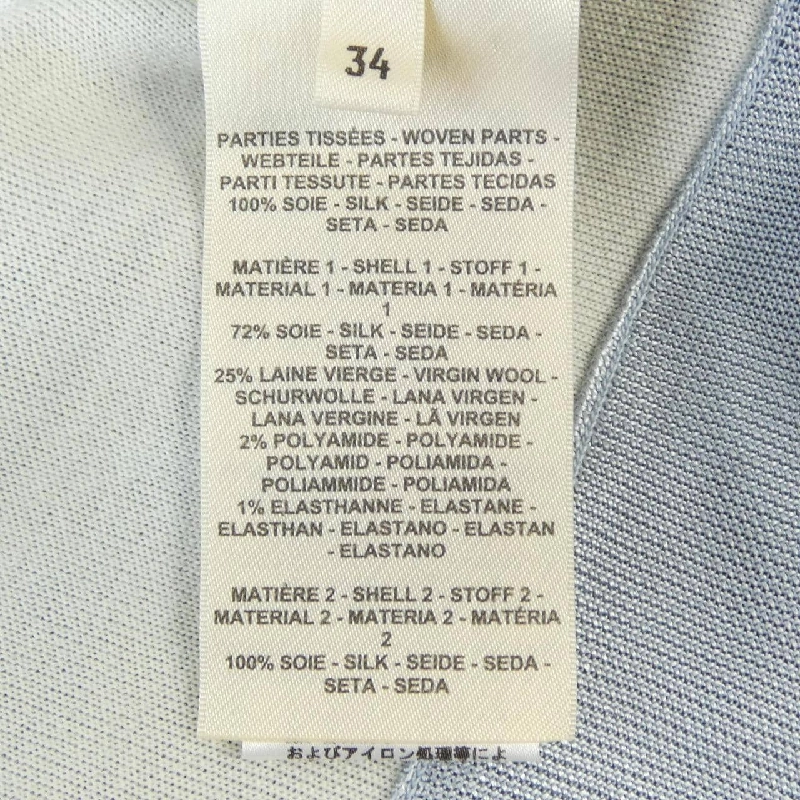 34
PARTIES TISSÉES - WOVEN PARTS -
WEBTEILE - PARTES TEJIDAS -
PARTI TESSUTE - PARTES TECIDAS
100% SOIE - SILK - SEIDE - SEDA -
SETA - SEDA
MATIÈRE 1 - SHELL 1 - STOFF 1 -
MATERIAL 1 - MATERIA 1 - MATÉRIA
1
72% SOIE - SILK - SEIDE - SEDA -
SETA - SEDA
25% LAINE VIERGE - VIRGIN WOOL -
SCHURWOLLE - LANA VIRGEN -
LANA VERGINE - LÃ VIRGEN
2% POLYAMIDE - POLYAMIDE -
POLYAMID - POLIAMIDA -
POLIAMMIDE - POLIAMIDA
1% ELASTHANNE - ELASTANE -
ELASTHAN - ELASTANO - ELASTAN
- ELASTANO
MATIÈRE 2 - SHELL 2 - STOFF 2 -
MATERIAL 2 - MATERIA 2 - MATÉRIA
2
100% SOIE - SILK - SEIDE - SEDA -
SETA - SEDA
およびアイロン処理等によ